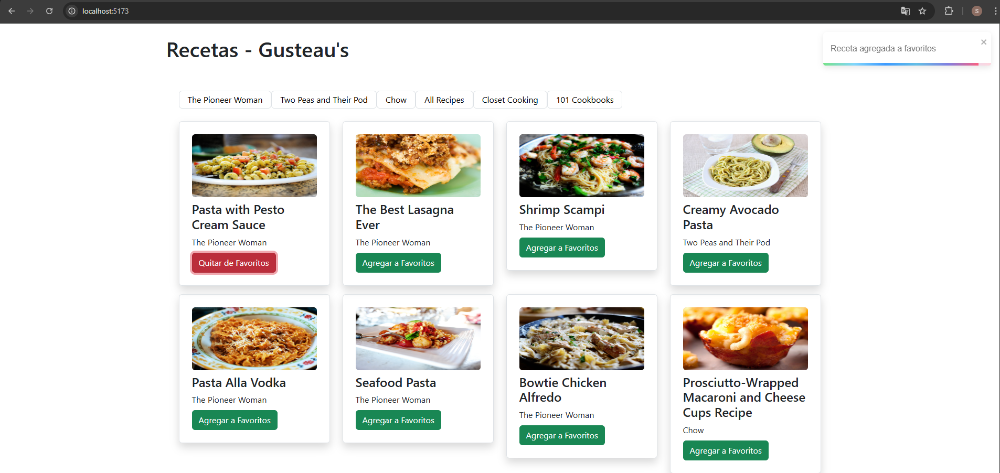 localhost:5173
S
Recetas - Gusteau's
Receta agregada a favoritos
The Pioneer Woman
Two Peas and Their Pod
Chow
All Recipes
Closet Cooking
101 Cookbooks
Pasta with Pesto
Cream Sauce
The Pioneer Woman
Quitar de Favoritos
The Best Lasagna
Ever
The Pioneer Woman
Agregar a Favoritos
Shrimp Scampi
The Pioneer Woman
Agregar a Favoritos
Creamy Avocado
Pasta
Two Peas and Their Pod
Agregar a Favoritos
Pasta Alla Vodka
The Pioneer Woman
Agregar a Favoritos
Seafood Pasta
The Pioneer Woman
Agregar a Favoritos
Bowtie Chicken
Alfredo
The Pioneer Woman
Agregar a Favoritos
Prosciutto-Wrapped
Macaroni and Cheese
Cups Recipe
Chow
Agregar a Favoritos